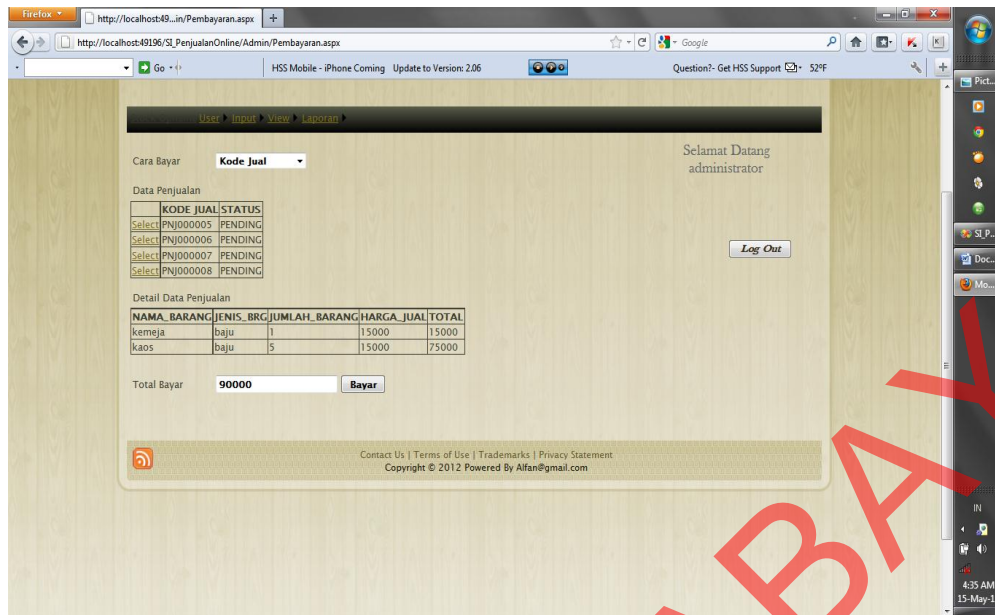 Firefox
http://localhost:49...in/Pembayaran.aspx
http://localhost:49196/SI_PenjualanOnline/Admin/Pembayaran.aspx
Google
Go
HSS Mobile - iPhone Coming
Update to Version: 2.06
Question?- Get HSS Support
52°F
User Input View Laporan
Cara Bayar Kode Jual
Selamat Datang
administrator
Data Penjualan
KODE JUAL STATUS
Select PNJ000005 PENDING
Select PNJ000006 PENDING
Select PNJ000007 PENDING
Select PNJ000008 PENDING
Log Out
Detail Data Penjualan
NAMA_BARANG JENIS_BRG JUMLAH_BARANG HARGA_JUAL TOTAL
kemeja baju 1 15000 15000
kaos baju 5 15000 75000
Total Bayar 90000 Bayar
Contact Us | Terms of Use | Trademarks | Privacy Statement
Copyright © 2012 Powered By Alfan@gmail.com
Pict...
SI_P...
Doc...
Mo...
IN
4:35 AM
15-May-1
BAY